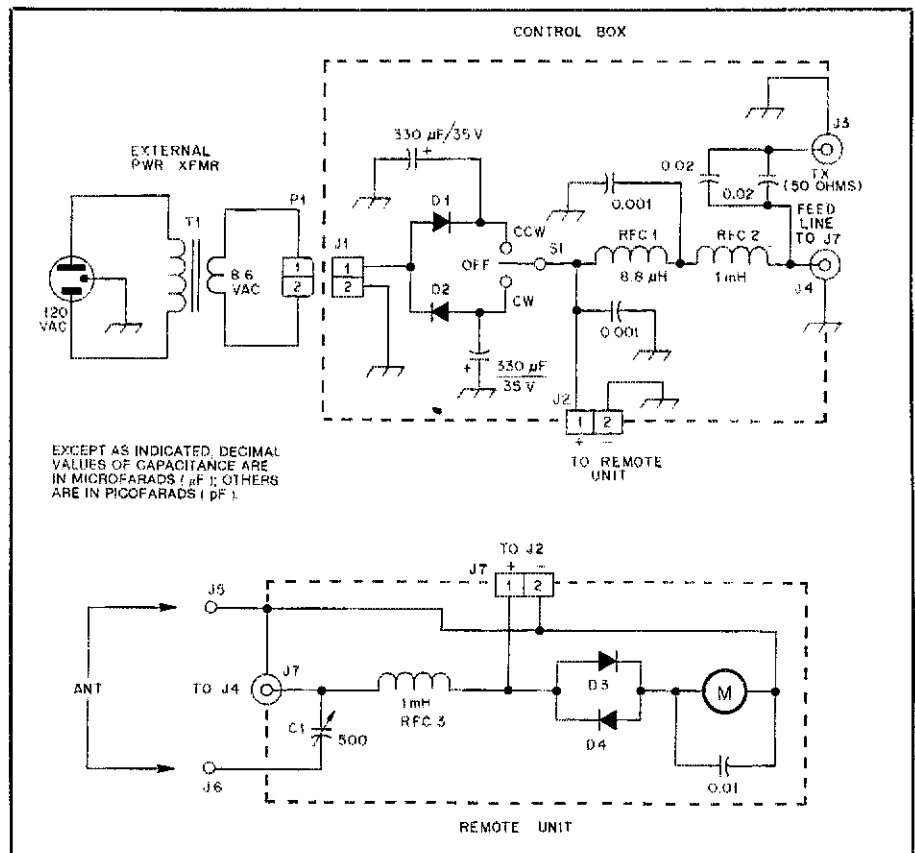 CONTROL BOX
EXTERNAL
PWR XFMR
T1
120
VAC
8.6
VAC
P1
1
2
J1
1
2
330 µF/35 V
+
D1
D2
CCW
OFF
S1
CW
+
330 µF
35 V
0.001
RFC 1
8.8 µH
RFC 2
1 mH
0.001
0.02
0.02
J3
TX
(50 OHMS)
FEED
LINE
TO J7
J4
J2
1 2
+ −
TO REMOTE
UNIT
EXCEPT AS INDICATED, DECIMAL
VALUES OF CAPACITANCE ARE
IN MICROFARADS ( µF ); OTHERS
ARE IN PICOFARADS ( pF ).
TO J2
+ −
J7
1 2
J5
ANT
TO J4
J7
C1
500
1mH
RFC 3
D3
D4
M
0.01
J6
REMOTE UNIT